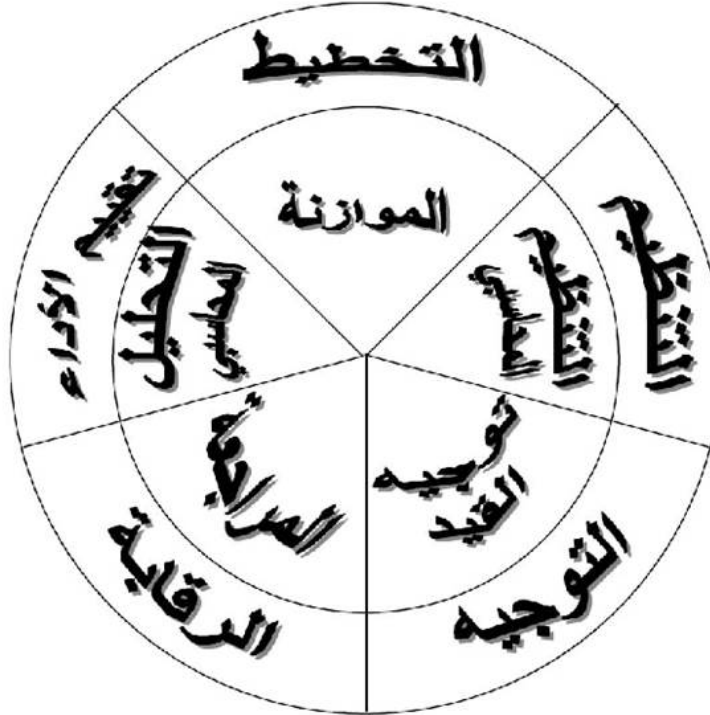 التخطيط
الموازنة
التنظيم
التنظيم
المحاسبي
توجيه
القيد
التوجيه
المراجعة
الرقابة
التحليل
المحاسبي
تقييم
الأداء